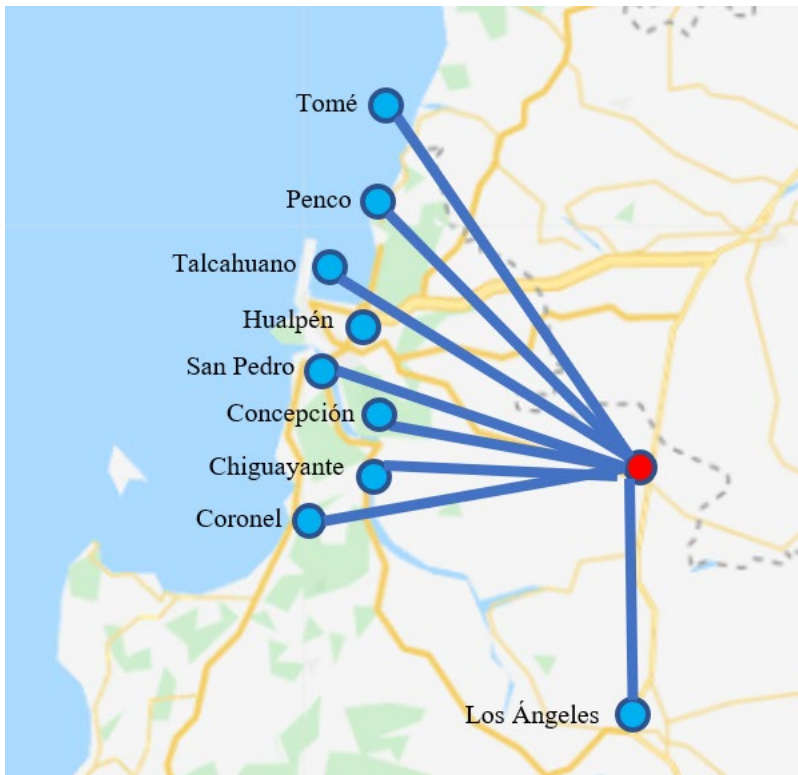 Tomé
Penco
Talcahuano
Hualpén
San Pedro
Concepción
Chiguayante
Coronel
Los Ángeles